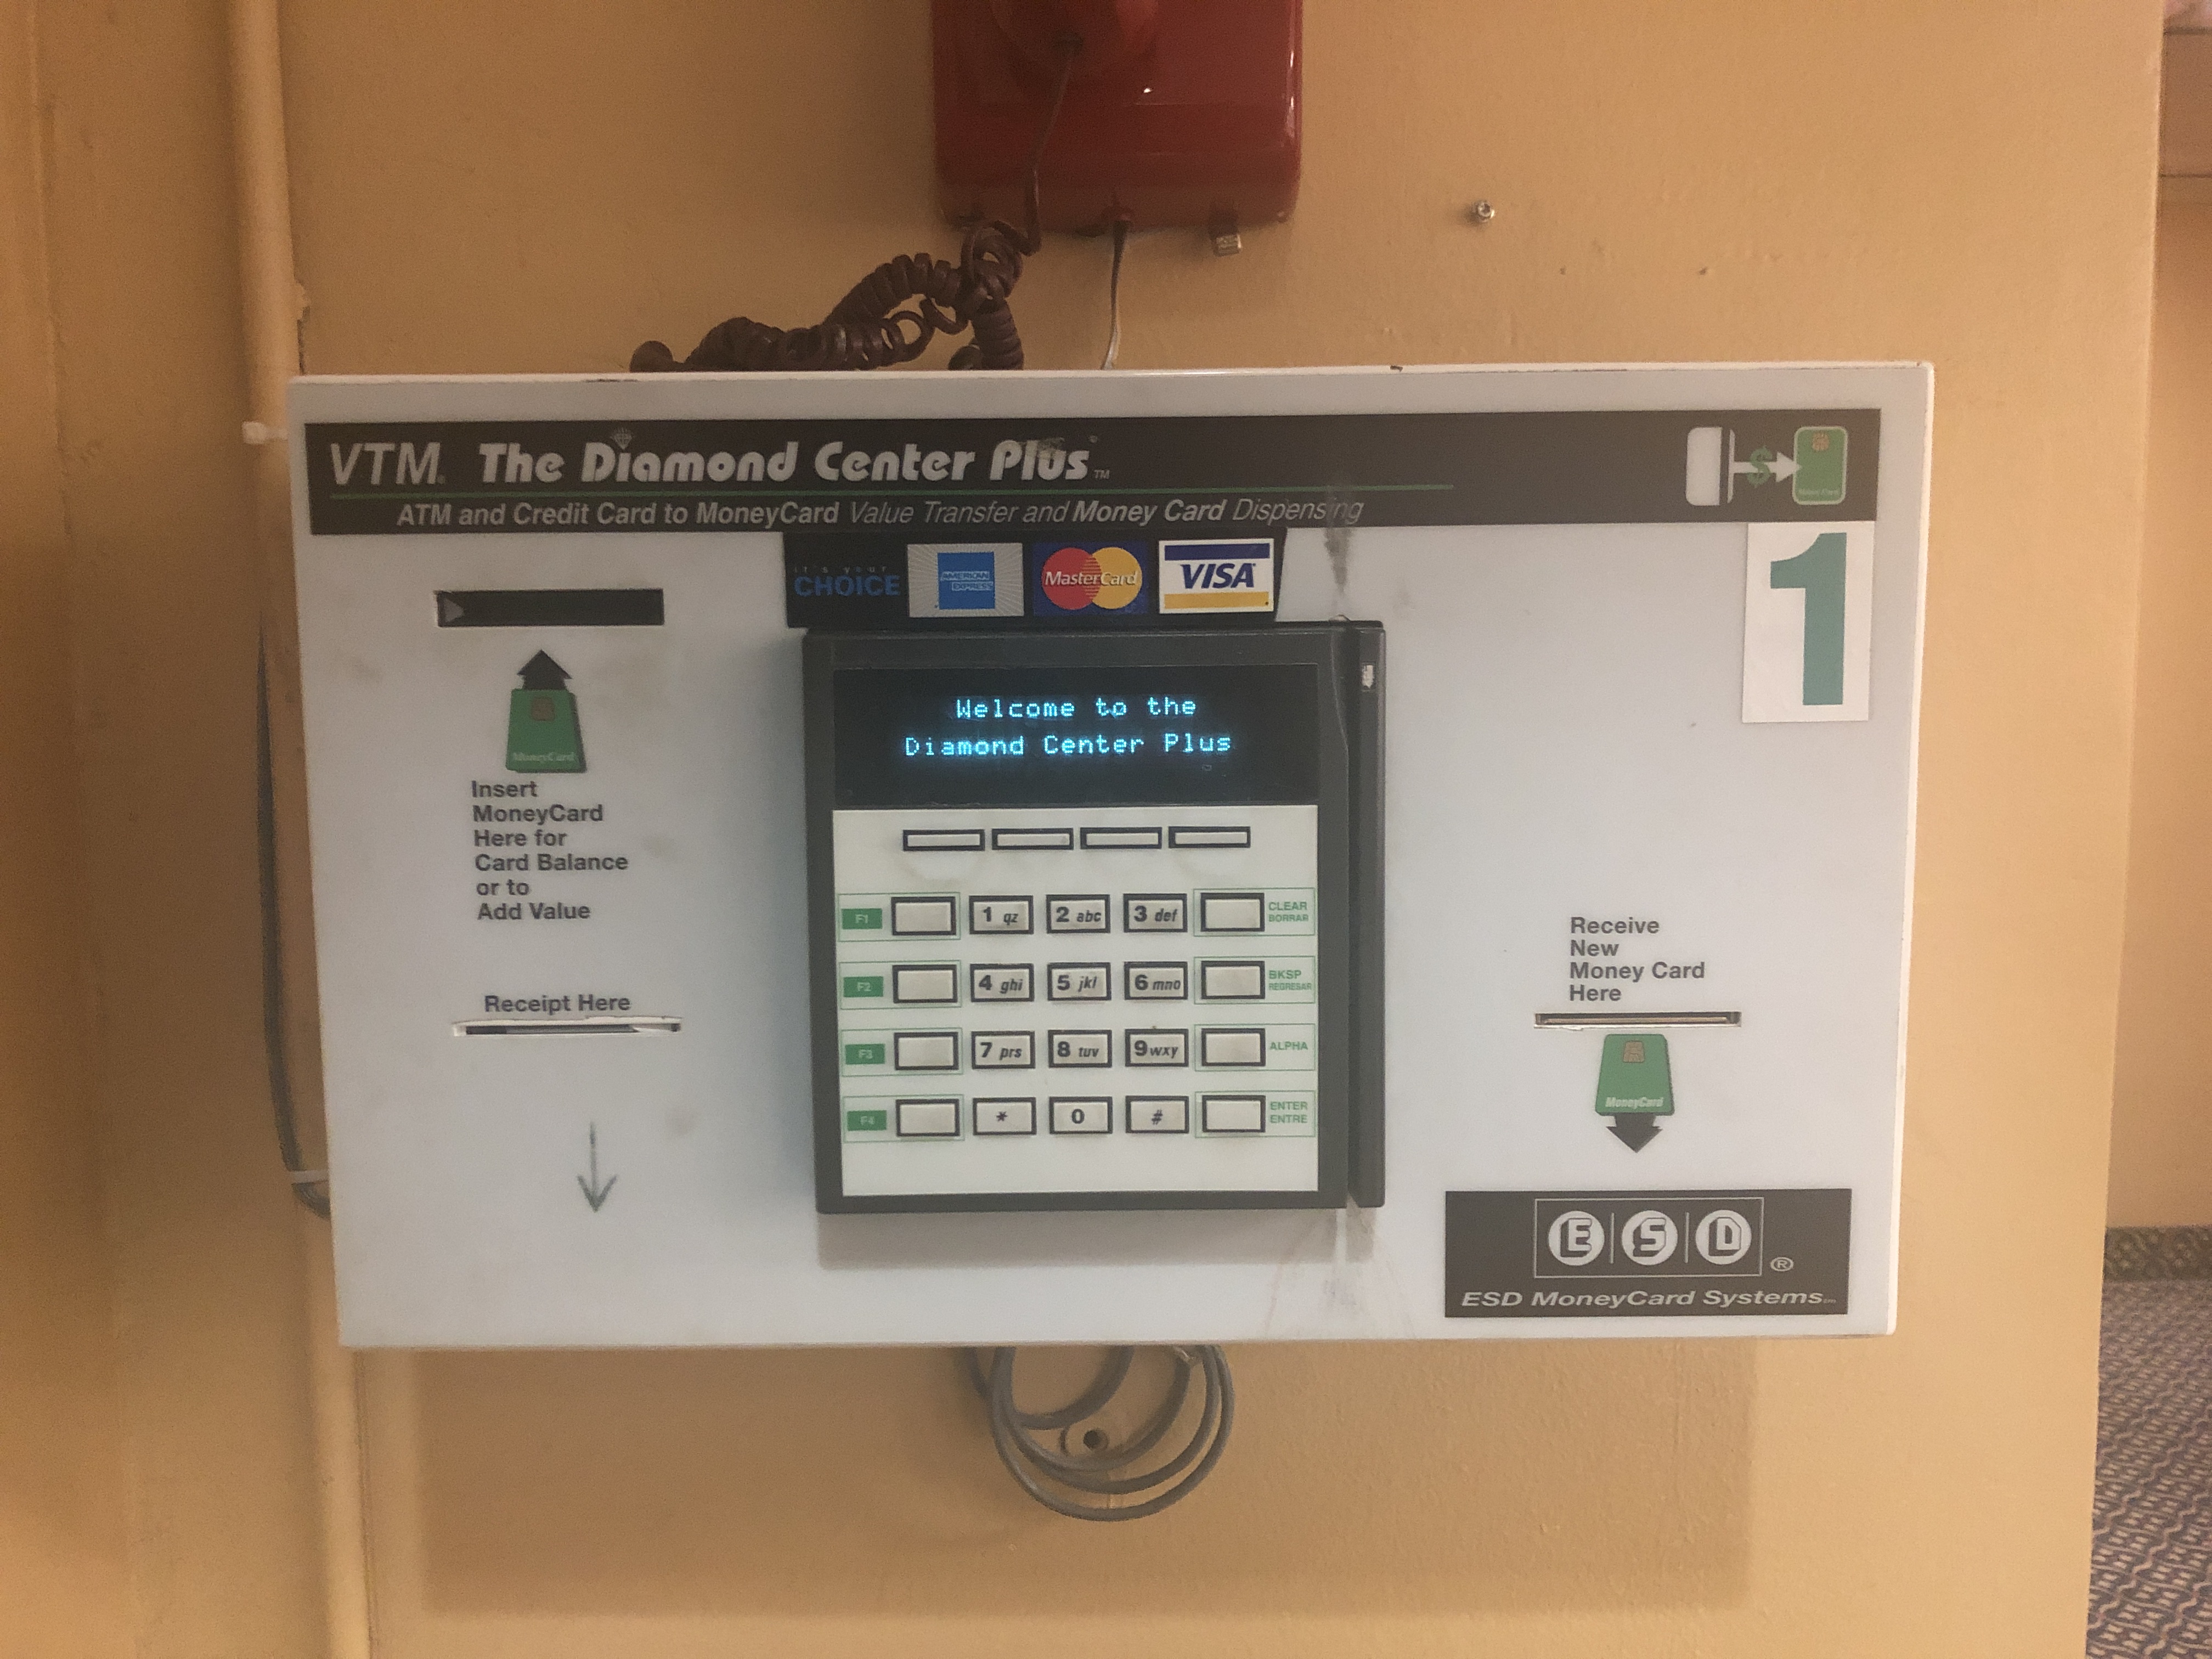 VTM® The Diamond Center Plus™
ATM and Credit Card to MoneyCard Value Transfer and Money Card Dispensing
$
it's your
CHOICE
AMERICAN
EXPRESS
MasterCard
VISA
1
Welcome to the
Diamond Center Plus
MoneyCard
Insert
MoneyCard
Here for
Card Balance
or to
Add Value
Receipt Here
F1
1 qz
2 abc
3 def
CLEAR
BORRAR
F2
4 ghi
5 jkl
6 mno
BKSP
REGRESAR
F3
7 prs
8 tuv
9 wxy
ALPHA
F4
*
0
#
ENTER
ENTRE
Receive
New
Money Card
Here
MoneyCard
ESD®
ESD MoneyCard Systems